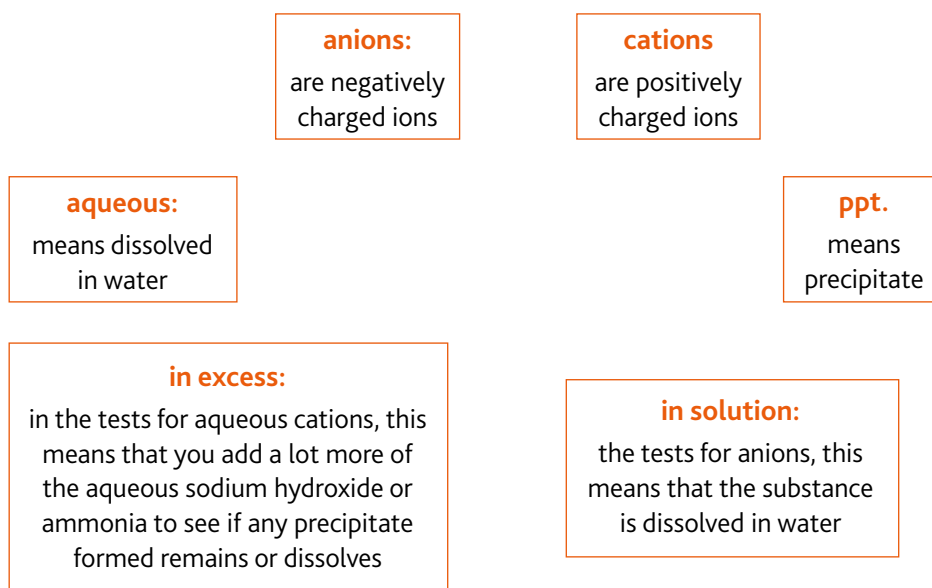 anions:
are negatively
charged ions
cations
are positively
charged ions
aqueous:
means dissolved
in water
ppt.
means
precipitate
in excess:
in the tests for aqueous cations, this
means that you add a lot more of
the aqueous sodium hydroxide or
ammonia to see if any precipitate
formed remains or dissolves
in solution:
the tests for anions, this
means that the substance
is dissolved in water